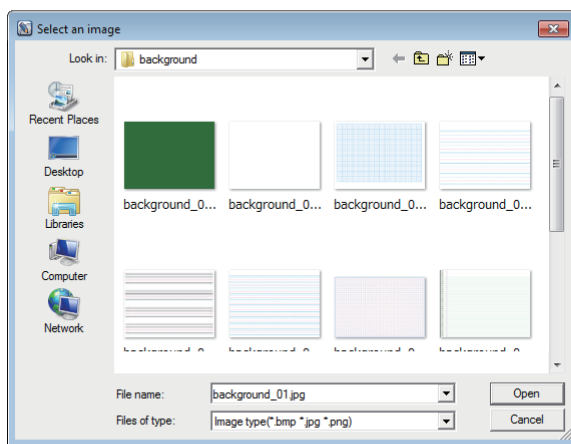 Select an image
Look in: background
Recent Places
Desktop
Libraries
Computer
Network
background_0... background_0... background_0... background_0...
File name: background_01.jpg Open
Files of type: Image type(*.bmp *.jpg *.png) Cancel